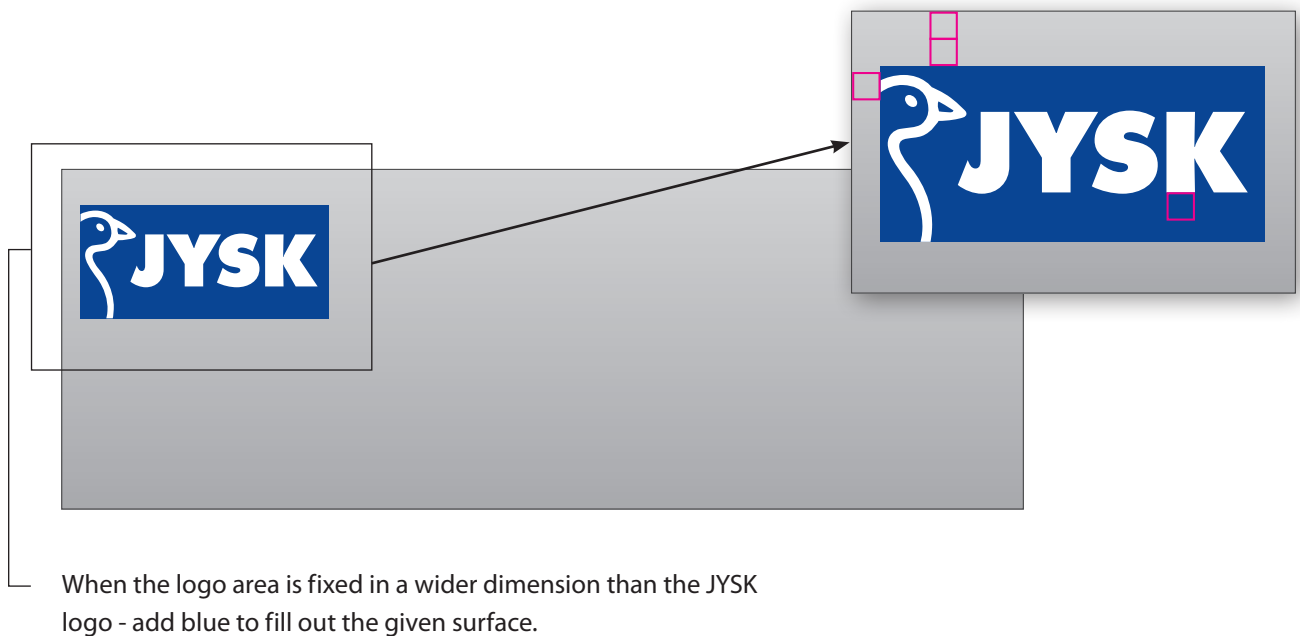 JYSK
JYSK
When the logo area is fixed in a wider dimension than the JYSK
logo - add blue to fill out the given surface.